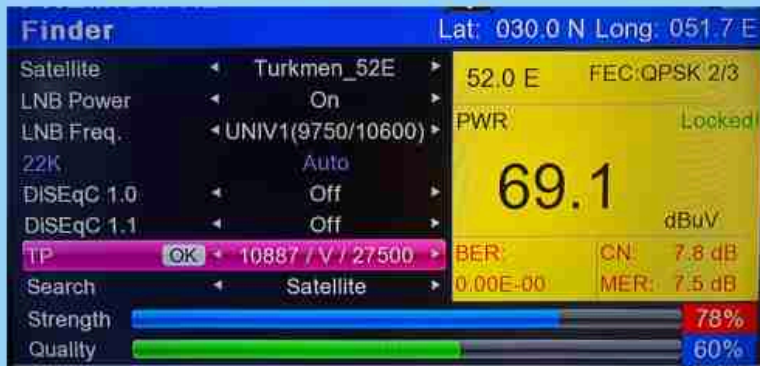 Finder
Lat: 030.0 N Long: 051.7 E
Satellite Turkmen_52E
LNB Power On
LNB Freq. UNIV1(9750/10600)
22K Auto
DiSEqC 1.0 Off
DiSEqC 1.1 Off
TP OK 10887 / V / 27500
Search Satellite
52.0 E FEC:QPSK 2/3
PWR Locked!
69.1
dBuV
BER: CN: 7.8 dB
0.00E-00 MER: 7.5 dB
Strength 78%
Quality 60%